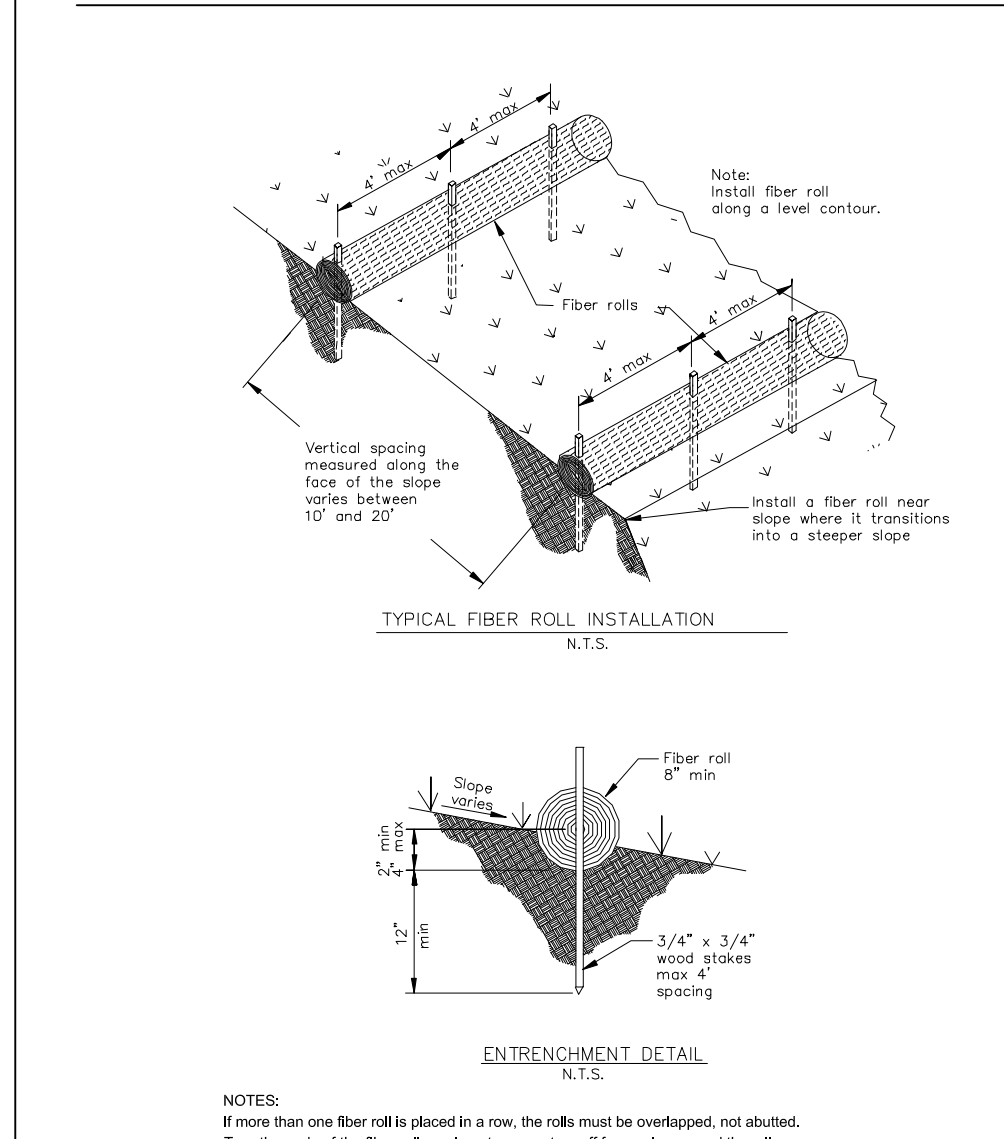 4' max
4' max
Note:
Install fiber roll
along a level contour.
Fiber rolls
4' max
4' max
Vertical spacing
measured along the
face of the slope
varies between
10' and 20'
Install a fiber roll near
slope where it transitions
into a steeper slope
TYPICAL FIBER ROLL INSTALLATION
N.T.S.
Fiber roll
8" min
Slope
varies
2" min
4" max
12"
min
3/4" x 3/4"
wood stakes
max 4'
spacing
ENTRENCHMENT DETAIL
N.T.S.
NOTES:
If more than one fiber roll is placed in a row, the rolls must be overlapped, not abutted.